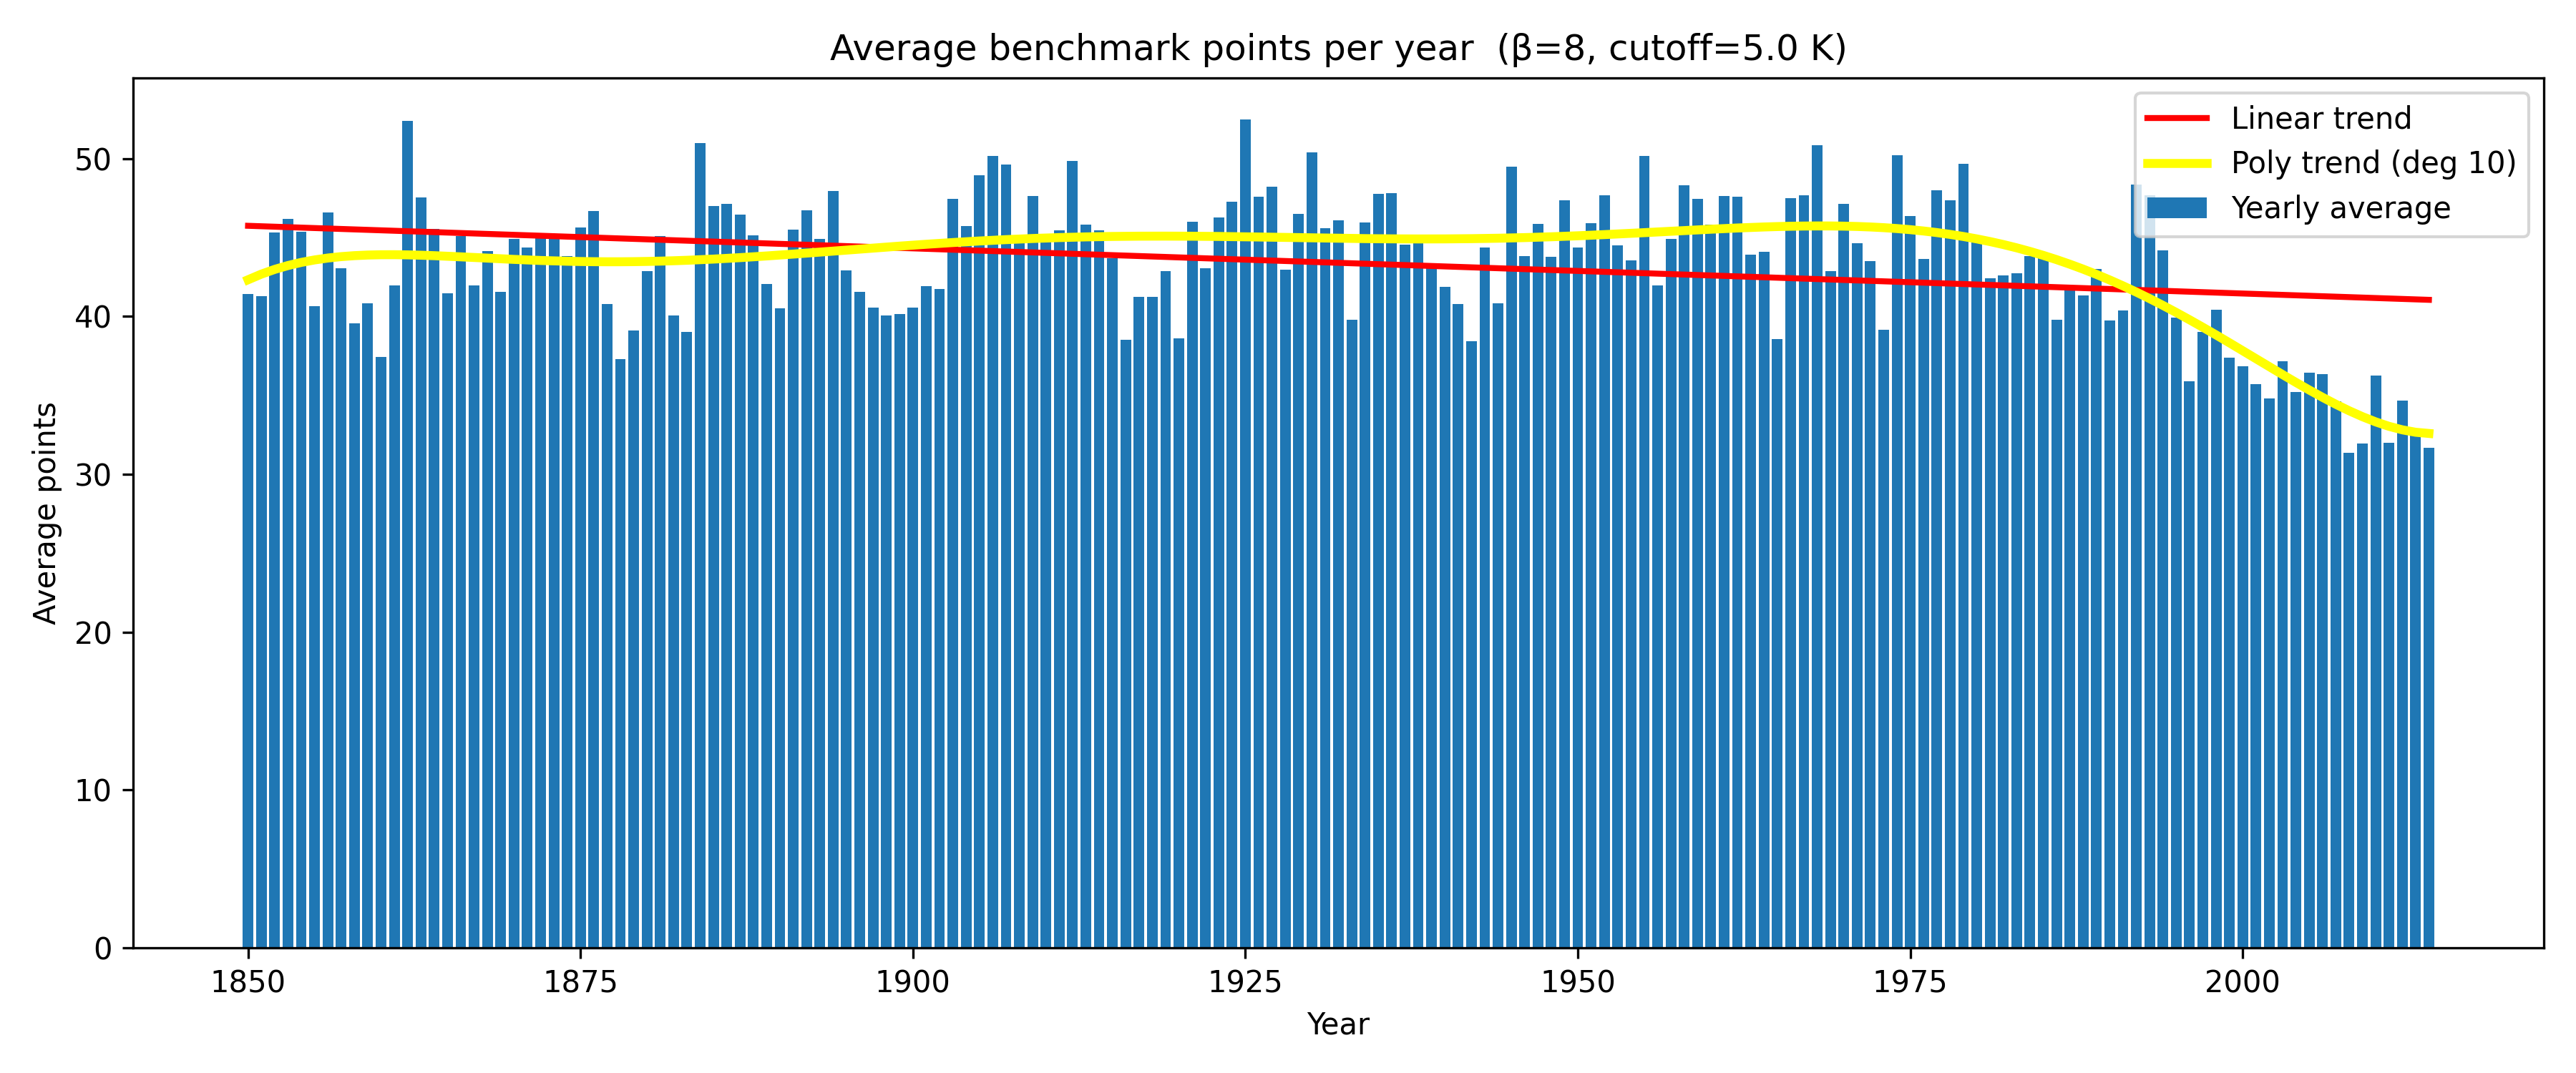 Average benchmark points per year  (β=8, cutoff=5.0 K)
Linear trend
Poly trend (deg 10)
Yearly average
Average points
50
40
30
20
10
0
1850 1875 1900 1925 1950 1975 2000
Year